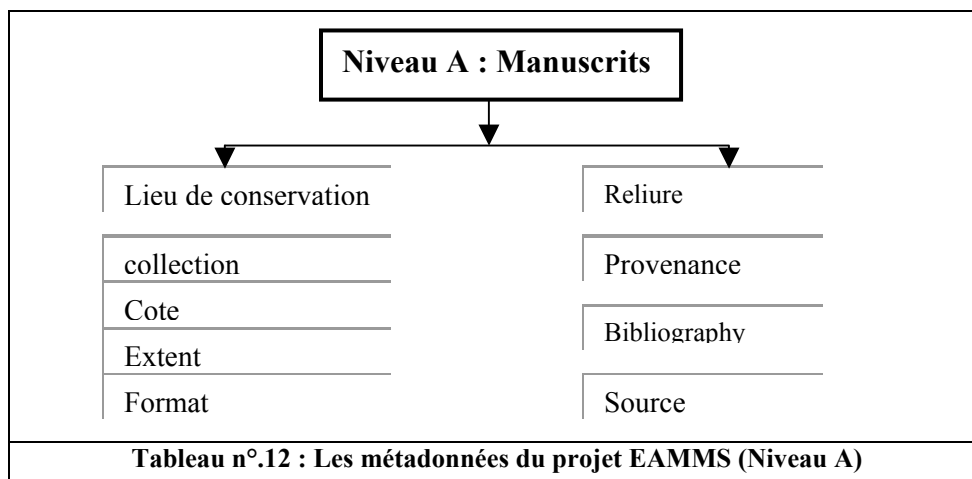 Niveau A : Manuscrits
Lieu de conservation
collection
Cote
Extent
Format
Reliure
Provenance
Bibliography
Source
Tableau n°.12 : Les métadonnées du projet EAMMS (Niveau A)